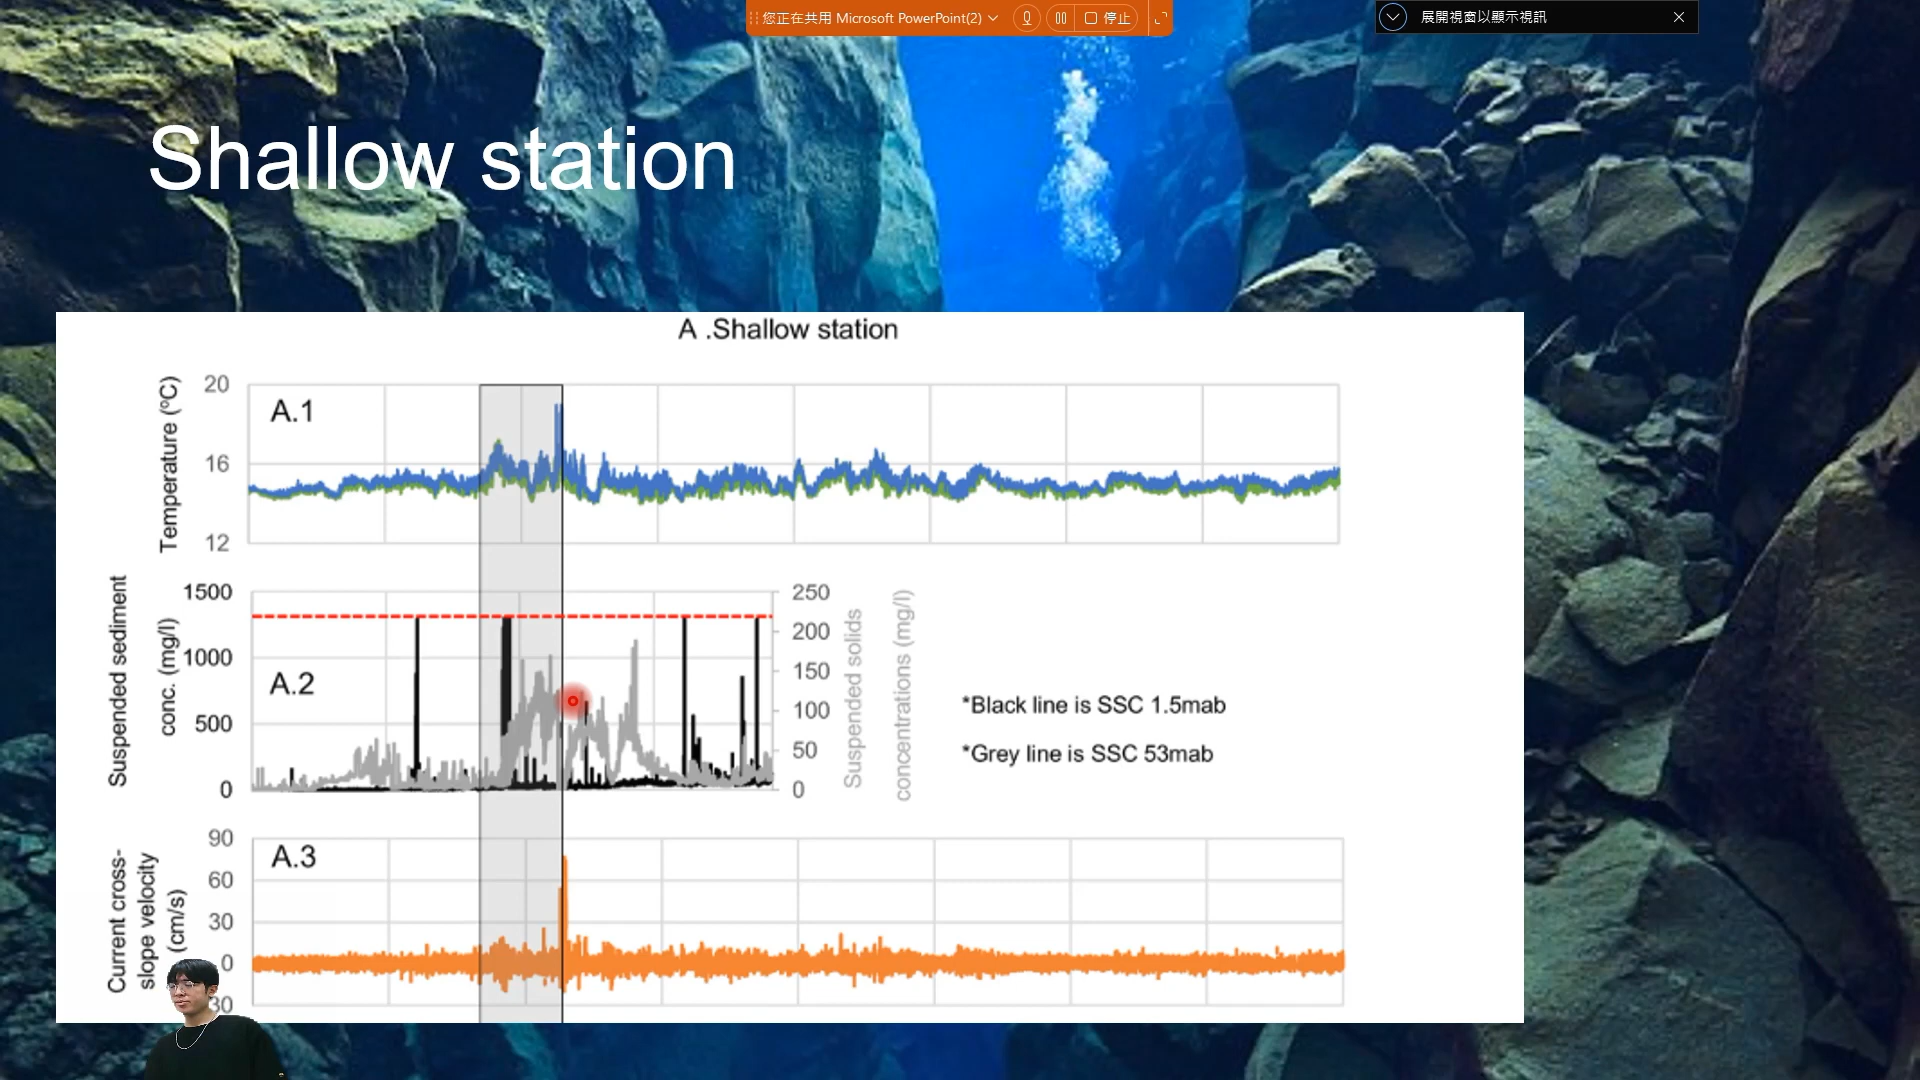 您正在共用 Microsoft PowerPoint(2)
停止
展開視窗以顯示視訊
Shallow station
A .Shallow station
Temperature (ºC)
20
16
12
A.1
Suspended sediment
conc. (mg/l)
1500
1000
500
0
A.2
250
200
150
100
50
0
Suspended solids
concentrations (mg/l)
*Black line is SSC 1.5mab
*Grey line is SSC 53mab
Current cross-
slope velocity
(cm/s)
90
60
30
0
30
A.3